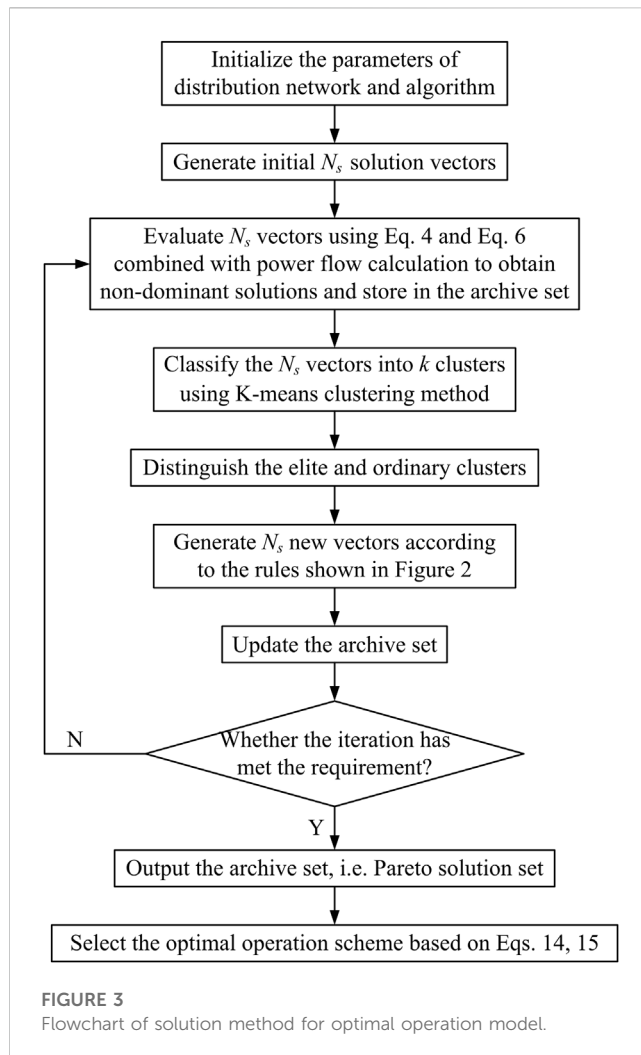 Initialize the parameters of
distribution network and algorithm
Generate initial Ns solution vectors
Evaluate Ns vectors using Eq. 4 and Eq. 6
combined with power flow calculation to obtain
non-dominant solutions and store in the archive set
Classify the Ns vectors into k clusters
using K-means clustering method
Distinguish the elite and ordinary clusters
Generate Ns new vectors according
to the rules shown in Figure 2
Update the archive set
N
Whether the iteration has
met the requirement?
Y
Output the archive set, i.e. Pareto solution set
Select the optimal operation scheme based on Eqs. 14, 15
FIGURE 3
Flowchart of solution method for optimal operation model.